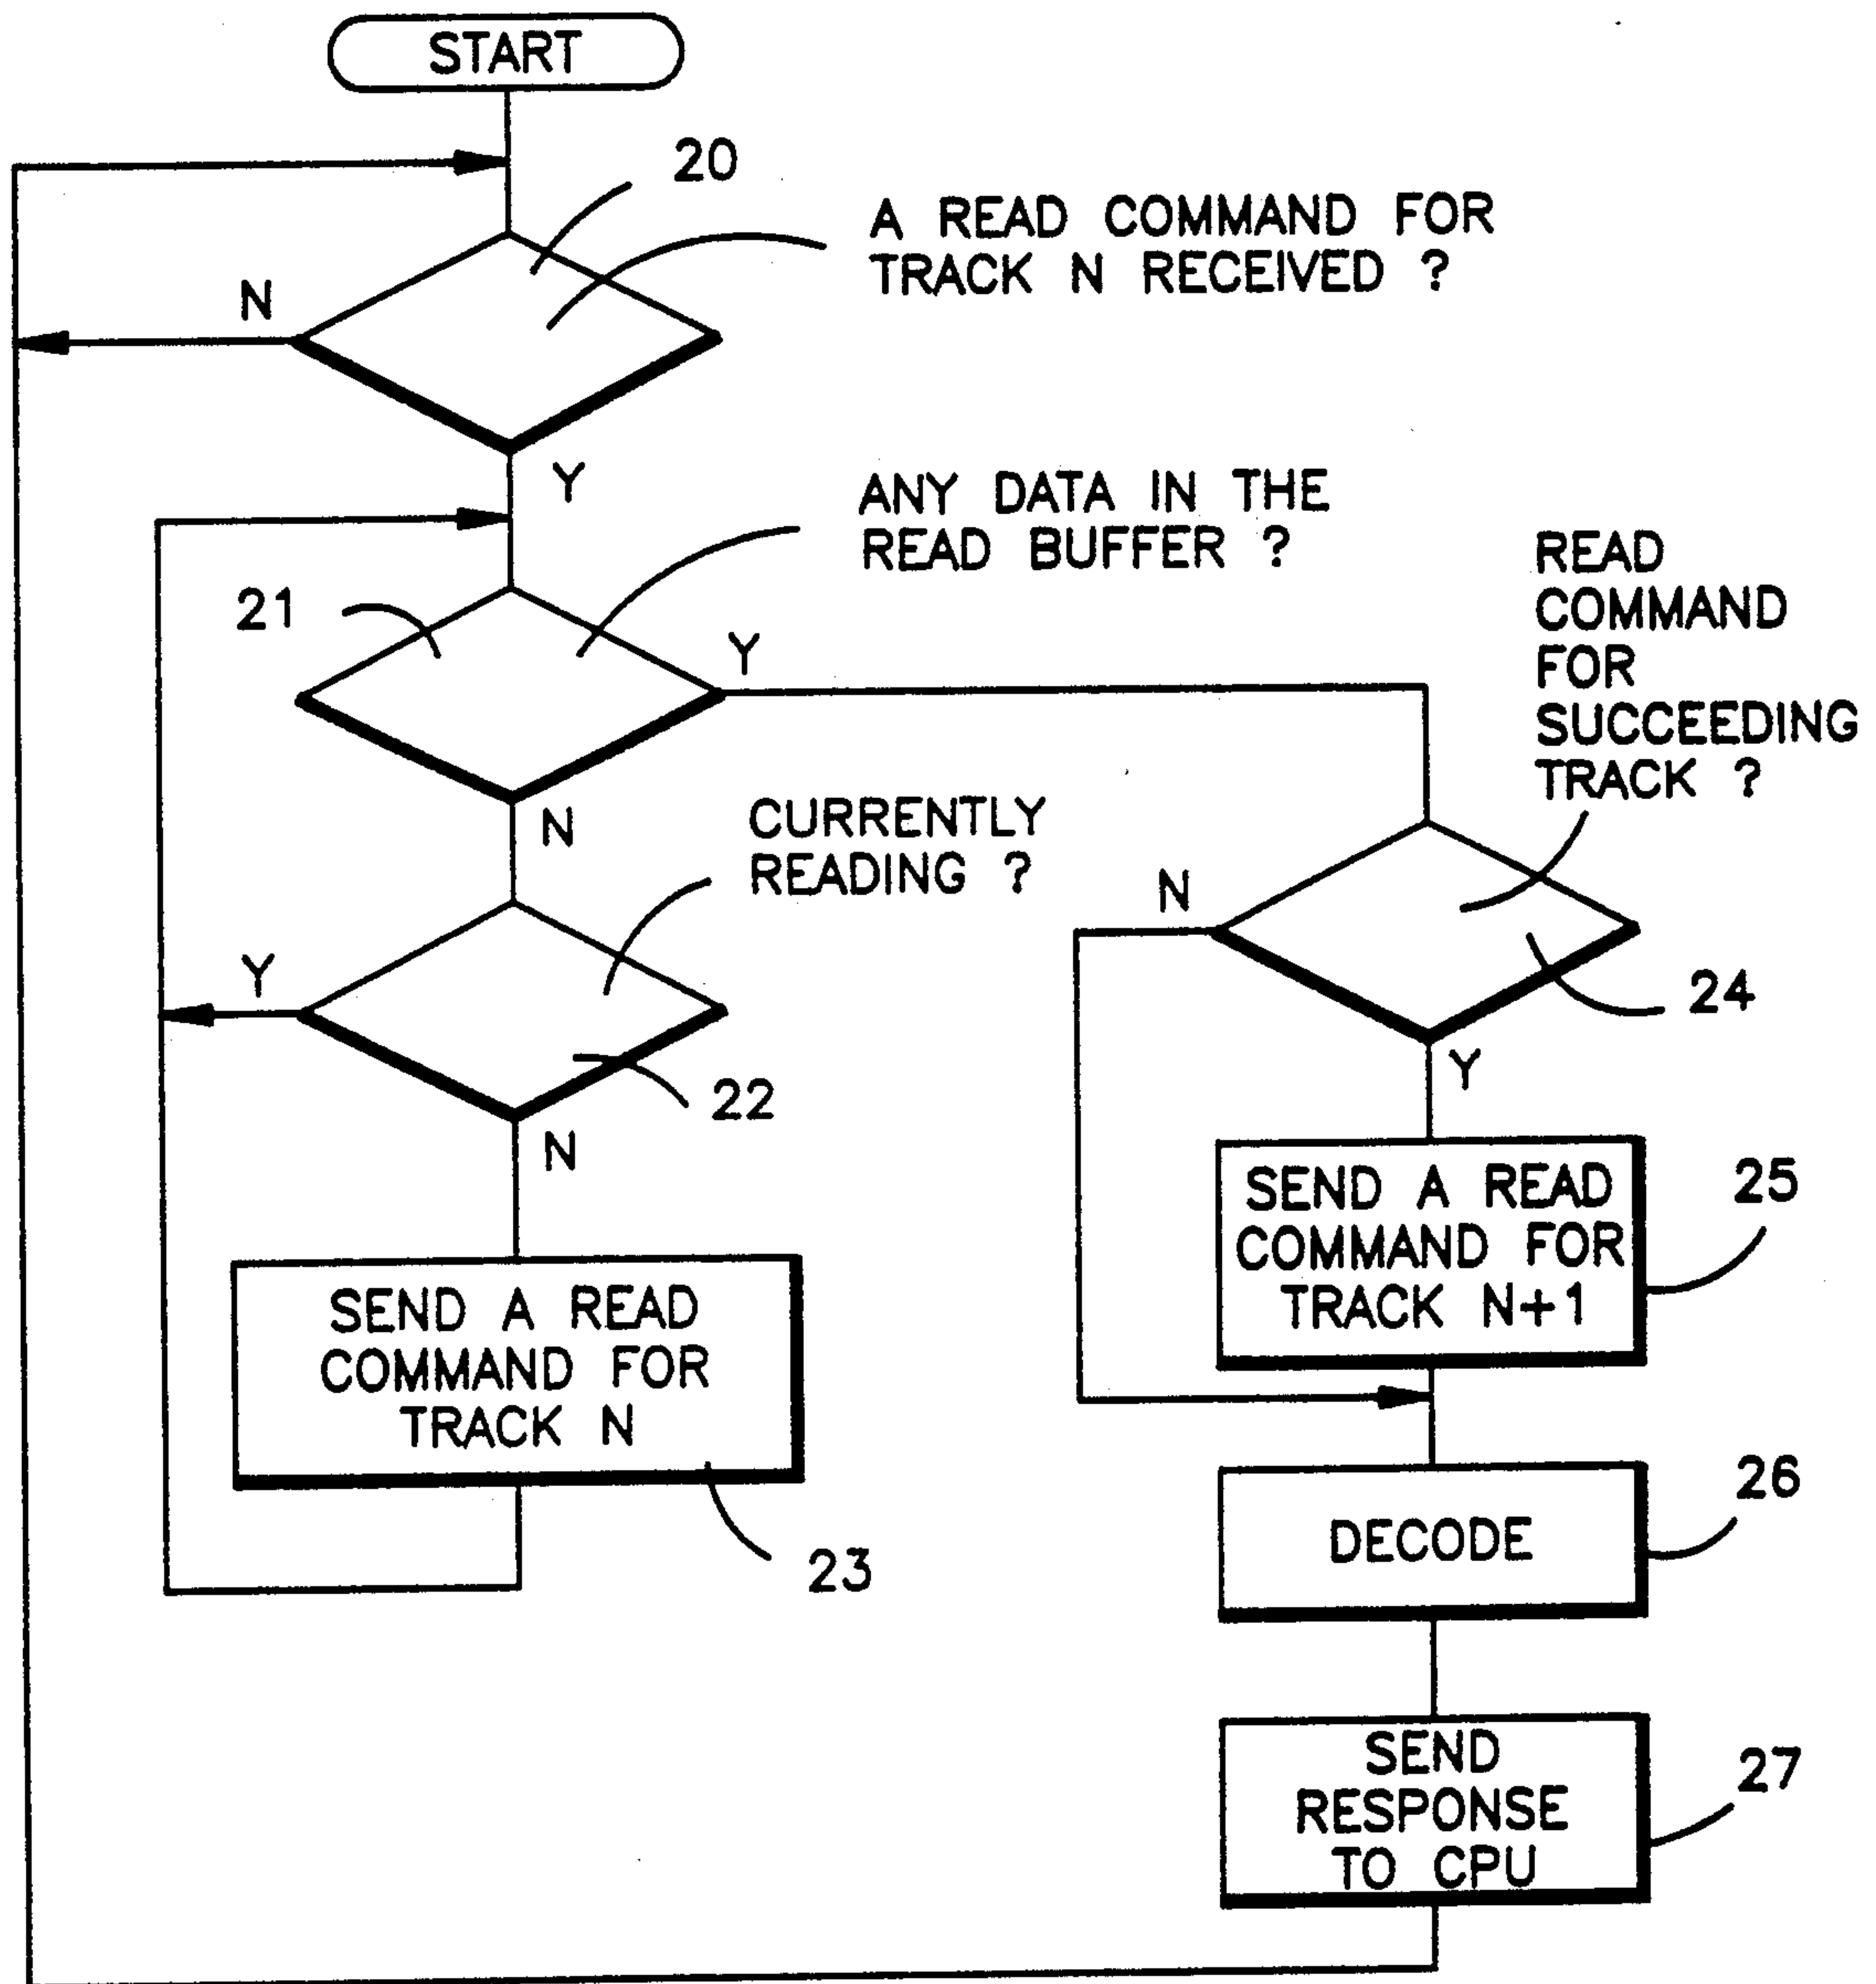 START
20
A READ COMMAND FOR
TRACK N RECEIVED ?
N
Y
ANY DATA IN THE
READ BUFFER ?
21
Y
READ
COMMAND
FOR
SUCCEEDING
TRACK ?
N
CURRENTLY
READING ?
N
Y
24
22
Y
N
SEND A READ
COMMAND FOR
TRACK N+1
25
SEND A READ
COMMAND FOR
TRACK N
23
DECODE
26
SEND
RESPONSE
TO CPU
27